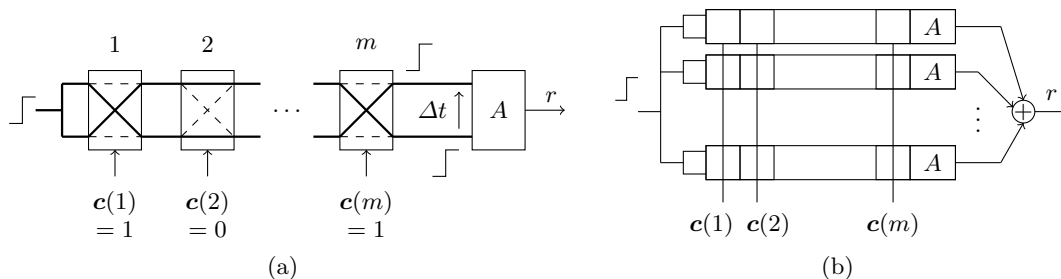 1 2 m
Δt
A
r
· · ·
c(1) c(2) c(m)
= 1 = 0 = 1
(a)
A
A
⋮
A
+
r
c(1) c(2) c(m)
(b)